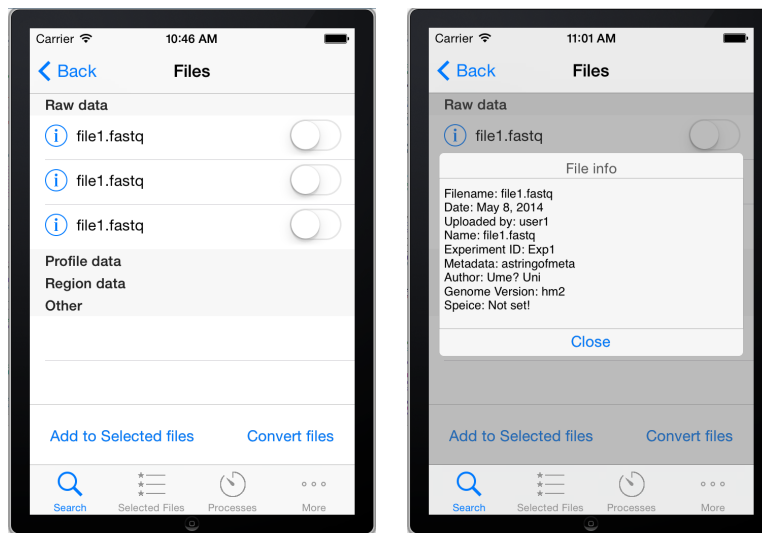 Carrier 10:46 AM
Back Files
Raw data
file1.fastq
file1.fastq
file1.fastq
Profile data
Region data
Other
Add to Selected files Convert files
Search Selected Files Processes More
Carrier 11:01 AM
Back Files
Raw data
file1.fastq
File info
Filename: file1.fastq
Date: May 8, 2014
Uploaded by: user1
Name: file1.fastq
Experiment ID: Exp1
Metadata: astringofmeta
Author: Ume? Uni
Genome Version: hm2
Speice: Not set!
Close
Add to Selected files Convert files
Search Selected Files Processes More